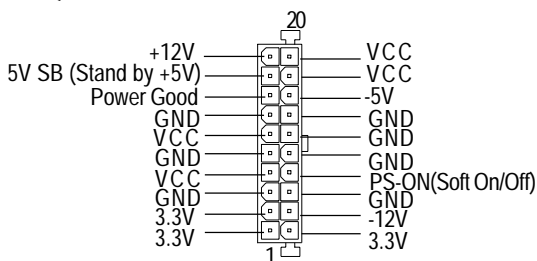 20
+12V VCC
5V SB (Stand by +5V) VCC
Power Good -5V
GND GND
VCC GND
GND GND
VCC PS-ON(Soft On/Off)
GND GND
3.3V -12V
3.3V 3.3V
1